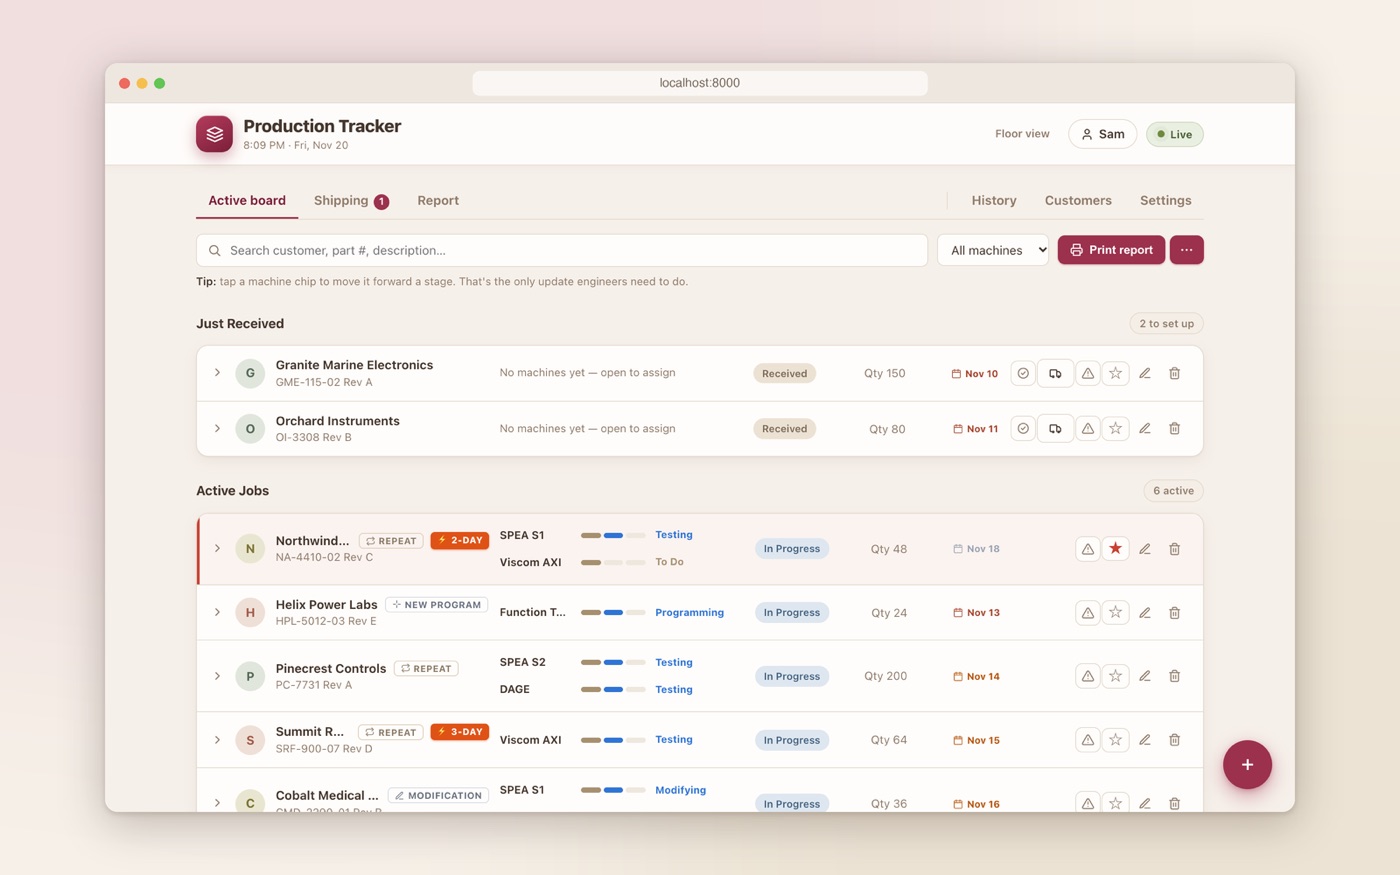 localhost:8000
Production Tracker
8:09 PM · Fri, Nov 20
Floor view
Sam
Live
Active board
Shipping 1
Report
History
Customers
Settings
Search customer, part #, description...
All machines
Print report
Tip: tap a machine chip to move it forward a stage. That's the only update engineers need to do.
Just Received
2 to set up
G
Granite Marine Electronics
GME-115-02 Rev A
No machines yet — open to assign
Received
Qty 150
Nov 10
O
Orchard Instruments
OI-3308 Rev B
No machines yet — open to assign
Received
Qty 80
Nov 11
Active Jobs
6 active
N
Northwind...
REPEAT
2-DAY
NA-4410-02 Rev C
SPEA S1
Testing
Viscom AXI
To Do
In Progress
Qty 48
Nov 18
H
Helix Power Labs
NEW PROGRAM
HPL-5012-03 Rev E
Function T...
Programming
In Progress
Qty 24
Nov 13
P
Pinecrest Controls
REPEAT
PC-7731 Rev A
SPEA S2
Testing
DAGE
Testing
In Progress
Qty 200
Nov 14
S
Summit R...
REPEAT
3-DAY
SRF-900-07 Rev D
Viscom AXI
Testing
In Progress
Qty 64
Nov 15
C
Cobalt Medical ...
MODIFICATION
SPEA S1
Modifying
In Progress
Qty 36
Nov 16